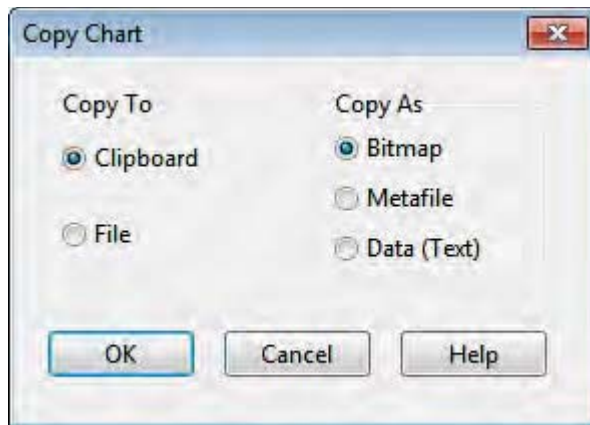 Copy Chart
Copy To
Clipboard
File
Copy As
Bitmap
Metafile
Data (Text)
OK
Cancel
Help